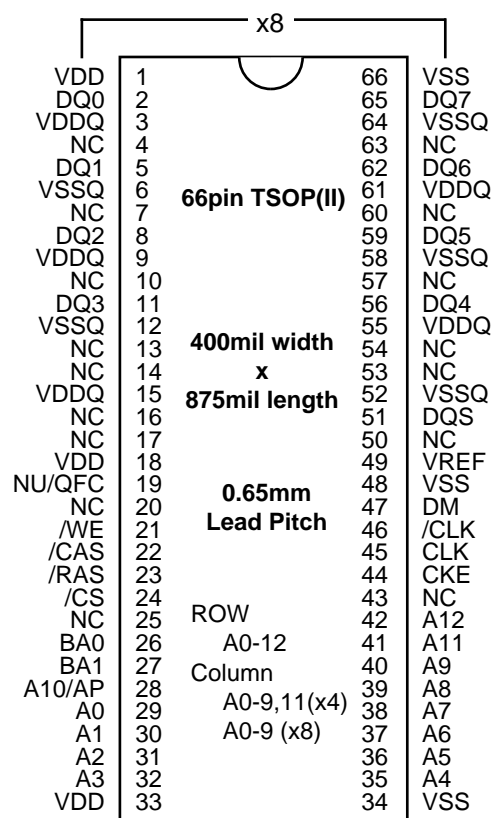 x8
VDD 1 66 VSS
DQ0 2 65 DQ7
VDDQ 3 64 VSSQ
NC 4 63 NC
DQ1 5 62 DQ6
VSSQ 6 66pin TSOP(II) 61 VDDQ
NC 7 60 NC
DQ2 8 59 DQ5
VDDQ 9 58 VSSQ
NC 10 57 NC
DQ3 11 56 DQ4
VSSQ 12 55 VDDQ
NC 13 400mil width 54 NC
NC 14 x 53 NC
VDDQ 15 875mil length 52 VSSQ
NC 16 51 DQS
NC 17 50 NC
VDD 18 49 VREF
NU/QFC 19 0.65mm 48 VSS
NC 20 Lead Pitch 47 DM
/WE 21 46 /CLK
/CAS 22 45 CLK
/RAS 23 44 CKE
/CS 24 43 NC
NC 25 ROW 42 A12
BA0 26 A0-12 41 A11
BA1 27 Column 40 A9
A10/AP 28 39 A8
A0 29 A0-9,11(x4) 38 A7
A1 30 A0-9 (x8) 37 A6
A2 31 36 A5
A3 32 35 A4
VDD 33 34 VSS